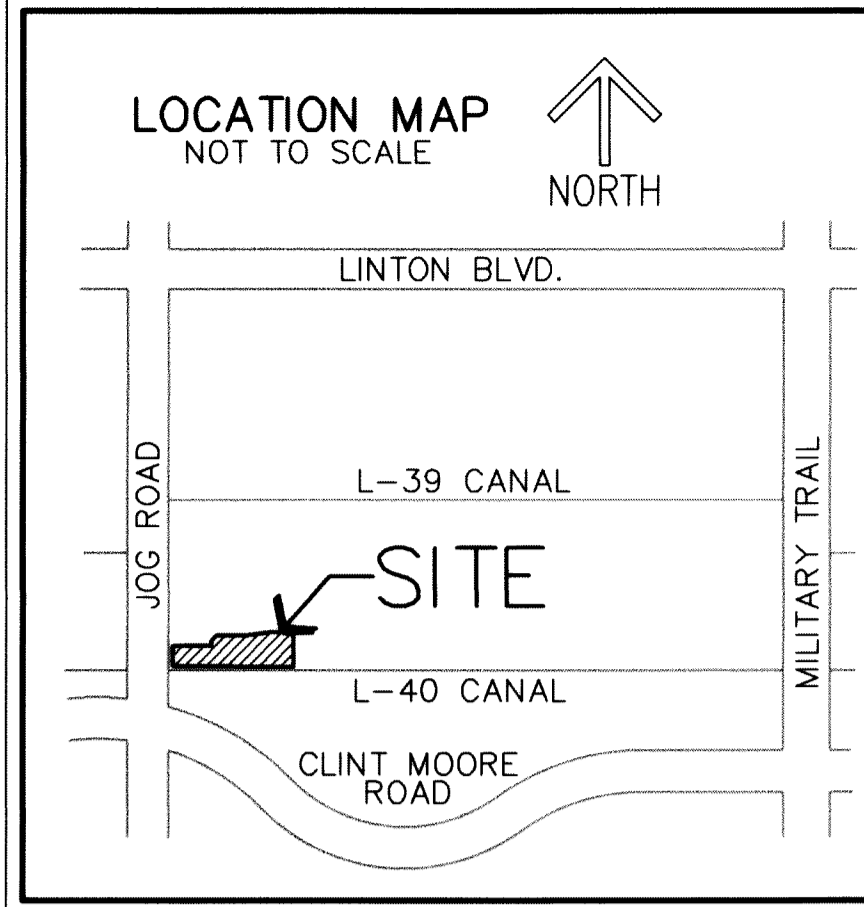 LOCATION MAP
NOT TO SCALE
NORTH
LINTON BLVD.
JOG ROAD
L-39 CANAL
MILITARY TRAIL
SITE
L-40 CANAL
CLINT MOORE
ROAD